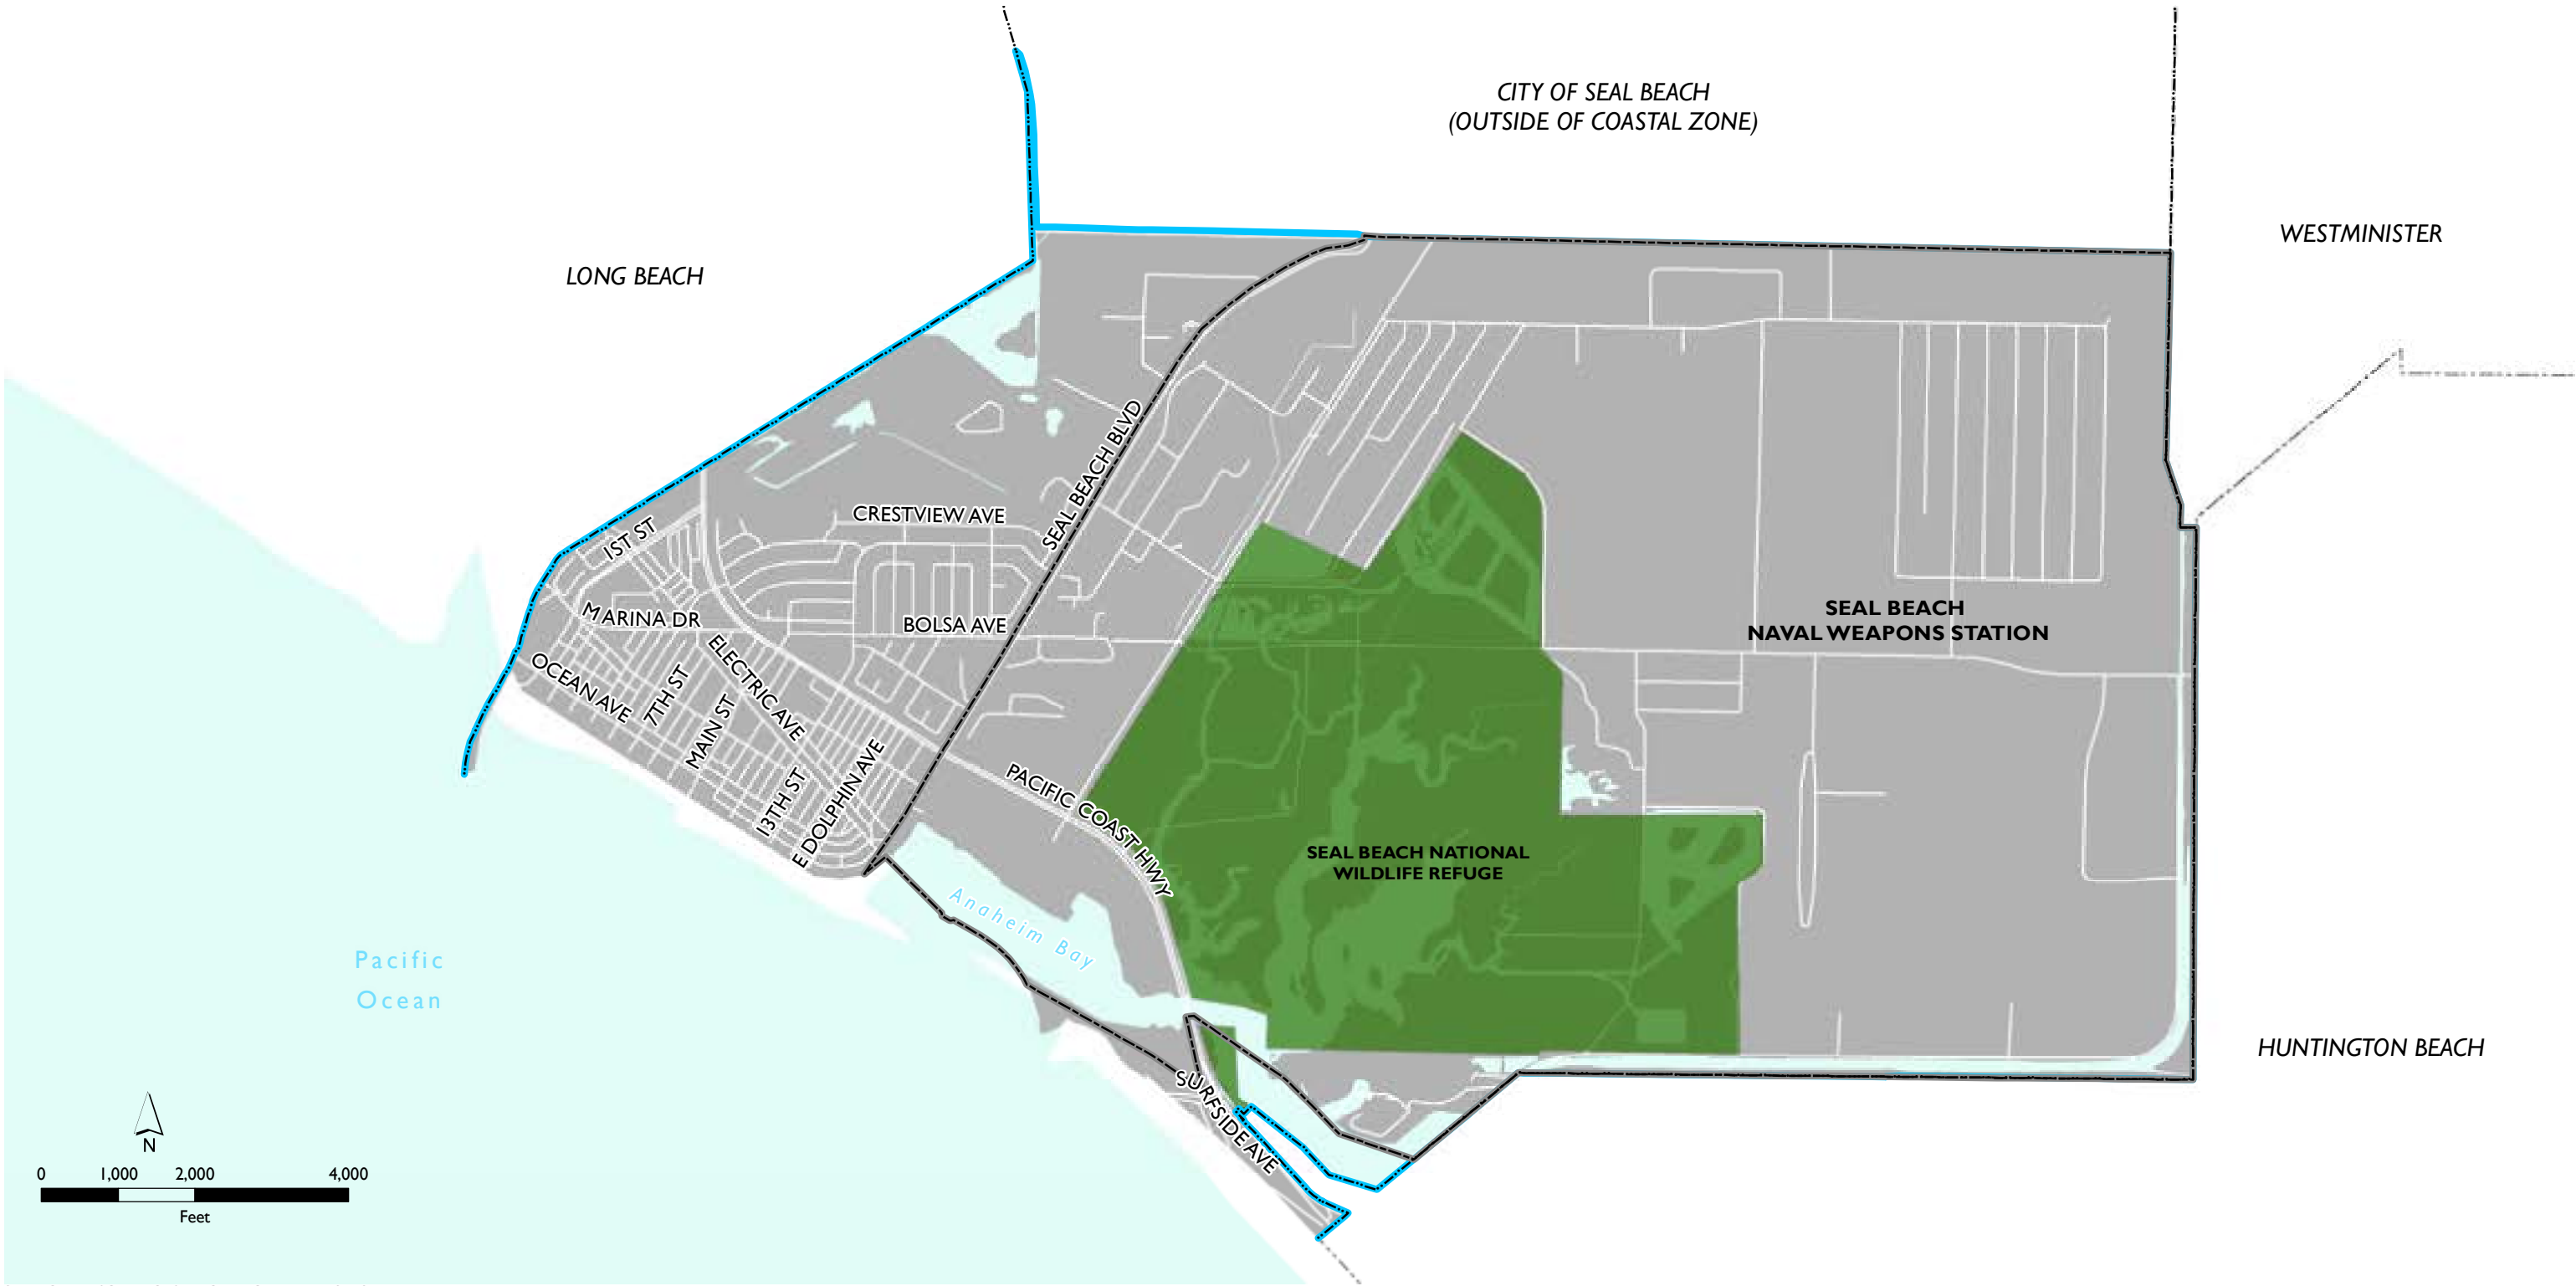 CITY OF SEAL BEACH
(OUTSIDE OF COASTAL ZONE)
WESTMINISTER
LONG BEACH
SEAL BEACH BLVD
CRESTVIEW AVE
1ST ST
MARINA DR
BOLSA AVE
SEAL BEACH
NAVAL WEAPONS STATION
ELECTRIC AVE
OCEAN AVE
7TH ST
MAIN ST
13TH ST
E DOLPHIN AVE
PACIFIC COAST HWY
SEAL BEACH NATIONAL
WILDLIFE REFUGE
Anaheim Bay
Pacific
Ocean
HUNTINGTON BEACH
SURFSIDE AVE
N
0 1,000 2,000 4,000
Feet